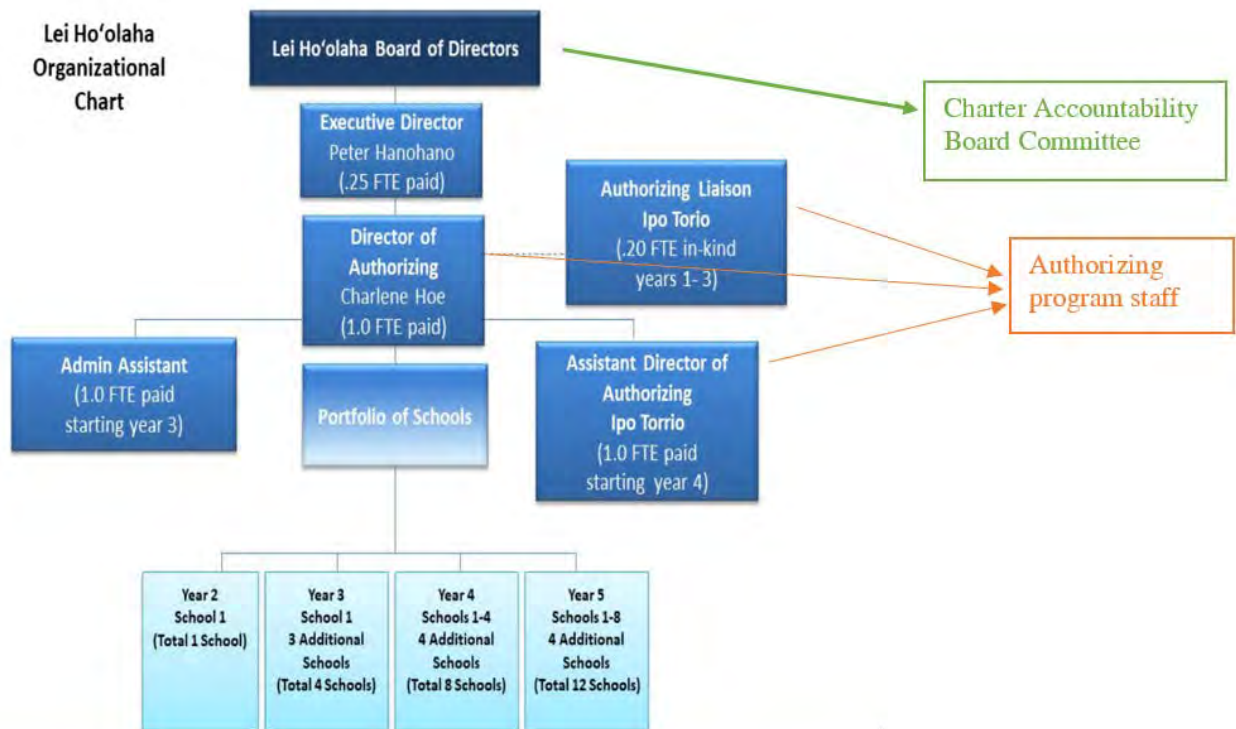 Lei Ho‘olaha
Organizational
Chart
Lei Ho‘olaha Board of Directors
Charter Accountability
Board Committee
Executive Director
Peter Hanohano
(.25 FTE paid)
Authorizing Liaison
Ipo Torio
(.20 FTE in-kind
years 1- 3)
Director of
Authorizing
Charlene Hoe
(1.0 FTE paid)
Authorizing
program staff
Admin Assistant
(1.0 FTE paid
starting year 3)
Portfolio of Schools
Assistant Director of
Authorizing
Ipo Torrio
(1.0 FTE paid
starting year 4)
Year 2
School 1
(Total 1 School)
Year 3
School 1
3 Additional
Schools
(Total 4 Schools)
Year 4
Schools 1-4
4 Additional
Schools
(Total 8 Schools)
Year 5
Schools 1-8
4 Additional
Schools
(Total 12 Schools)